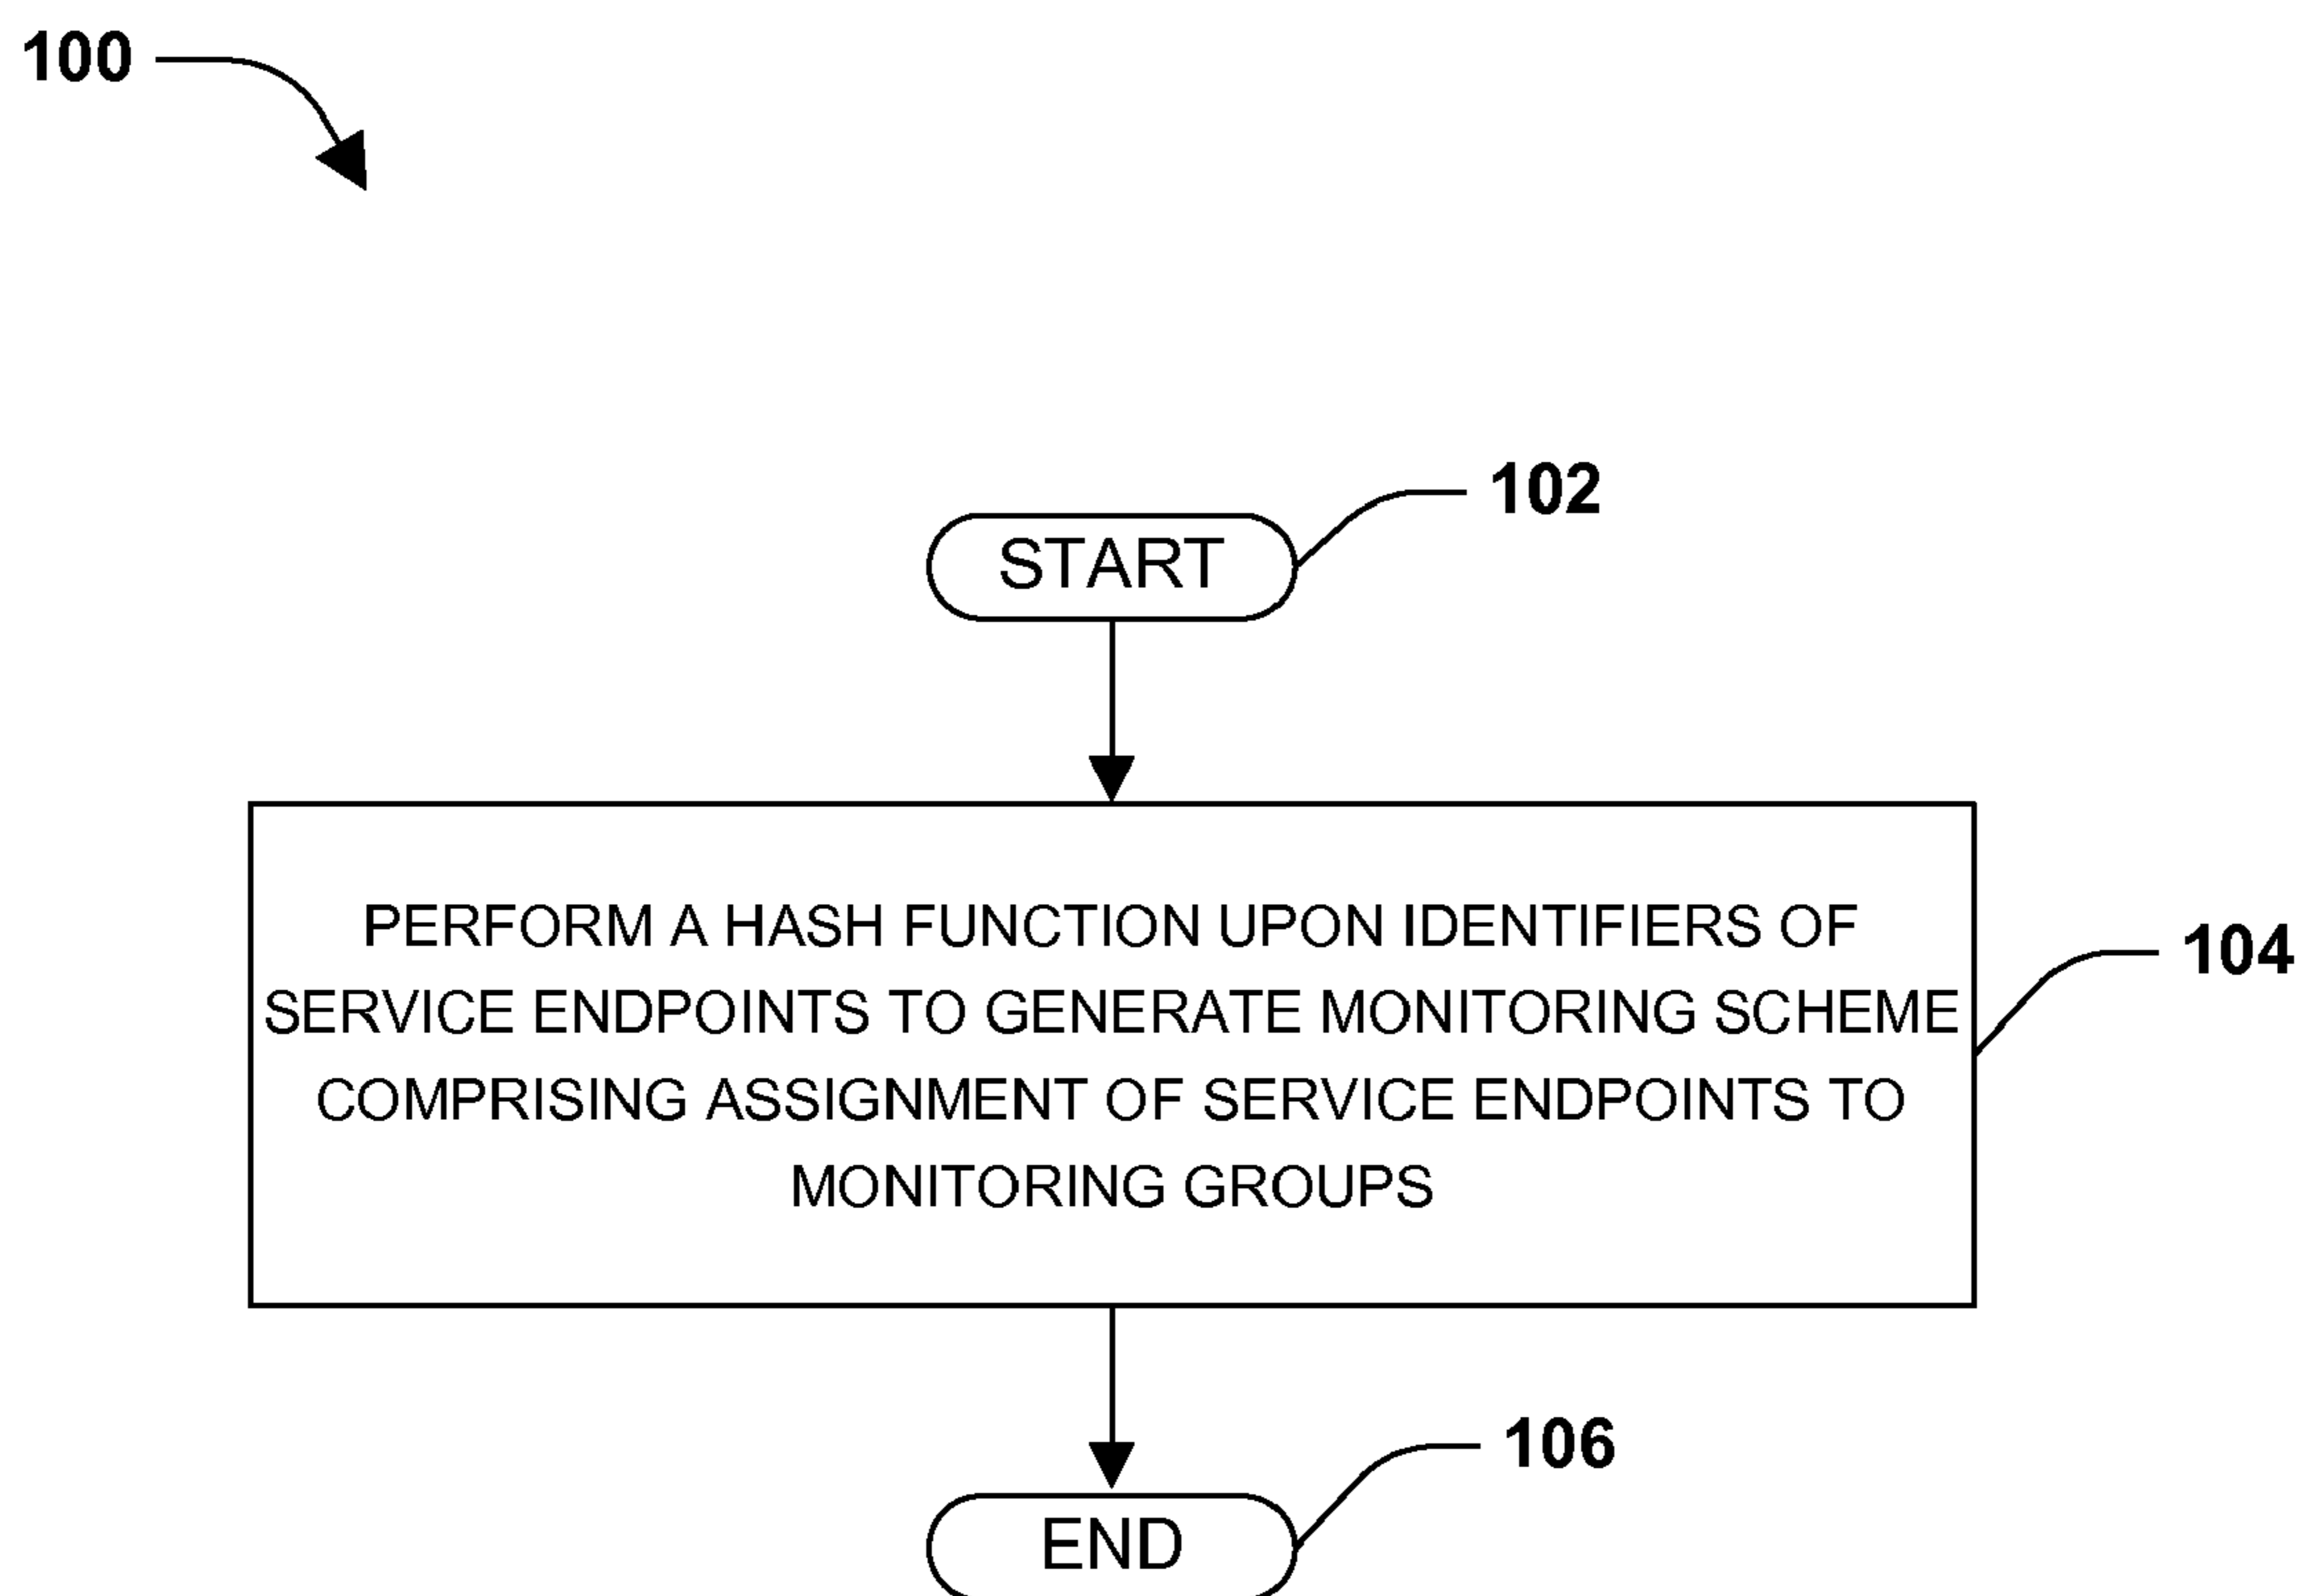 100
102
START
PERFORM A HASH FUNCTION UPON IDENTIFIERS OF
SERVICE ENDPOINTS TO GENERATE MONITORING SCHEME
COMPRISING ASSIGNMENT OF SERVICE ENDPOINTS TO
MONITORING GROUPS
104
106
END